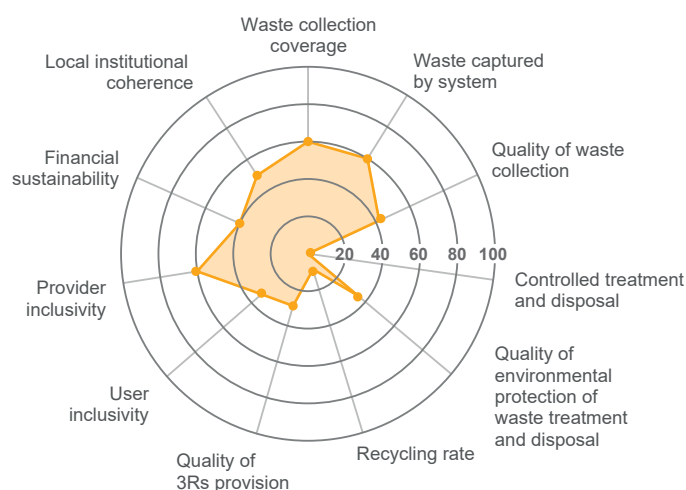 Waste collection
coverage
Waste captured
by system
Quality of waste
collection
20 40 60 80 100
Controlled treatment
and disposal
Quality of
environmental
protection of
waste treatment
and disposal
Recycling rate
Quality of
3Rs provision
User
inclusivity
Provider
inclusivity
Financial
sustainability
Local institutional
coherence